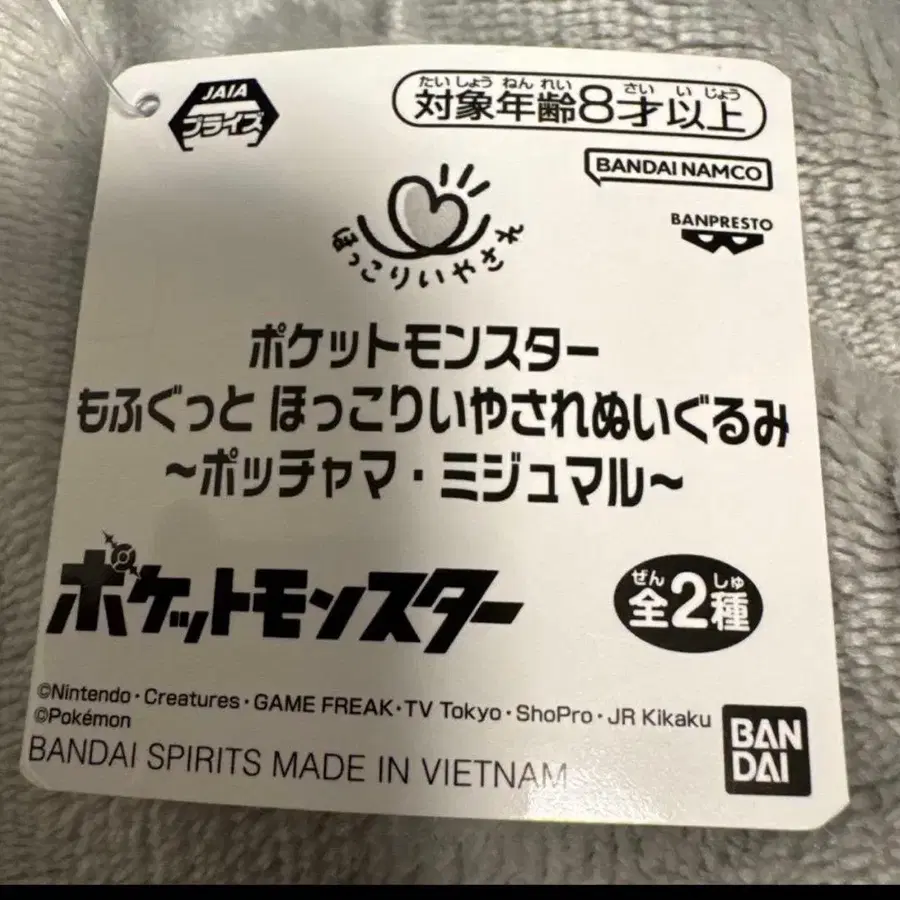 JAIA
プライズ
たいしょう ねん れい さい い じょう
対象年齢8才以上
BANDAI NAMCO
BANPRESTO
ほっこりいやされ
ポケットモンスター
もふぐっと ほっこりいやされぬいぐるみ
~ポッチャマ・ミジュマル~
ポケットモンスター
ぜん しゅ
全2種
©Nintendo・Creatures・GAME FREAK・TV Tokyo・ShoPro・JR Kikaku
©Pokémon
BANDAI SPIRITS MADE IN VIETNAM
BAN
DAI